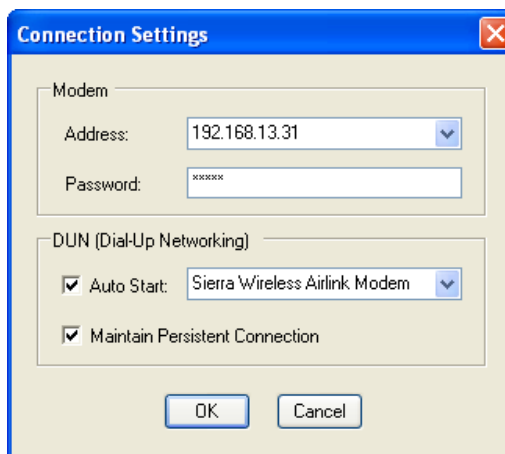 Connection Settings
Modem
Address: 192.168.13.31
Password: *****
DUN (Dial-Up Networking)
Auto Start: Sierra Wireless Airlink Modem
Maintain Persistent Connection
OK Cancel